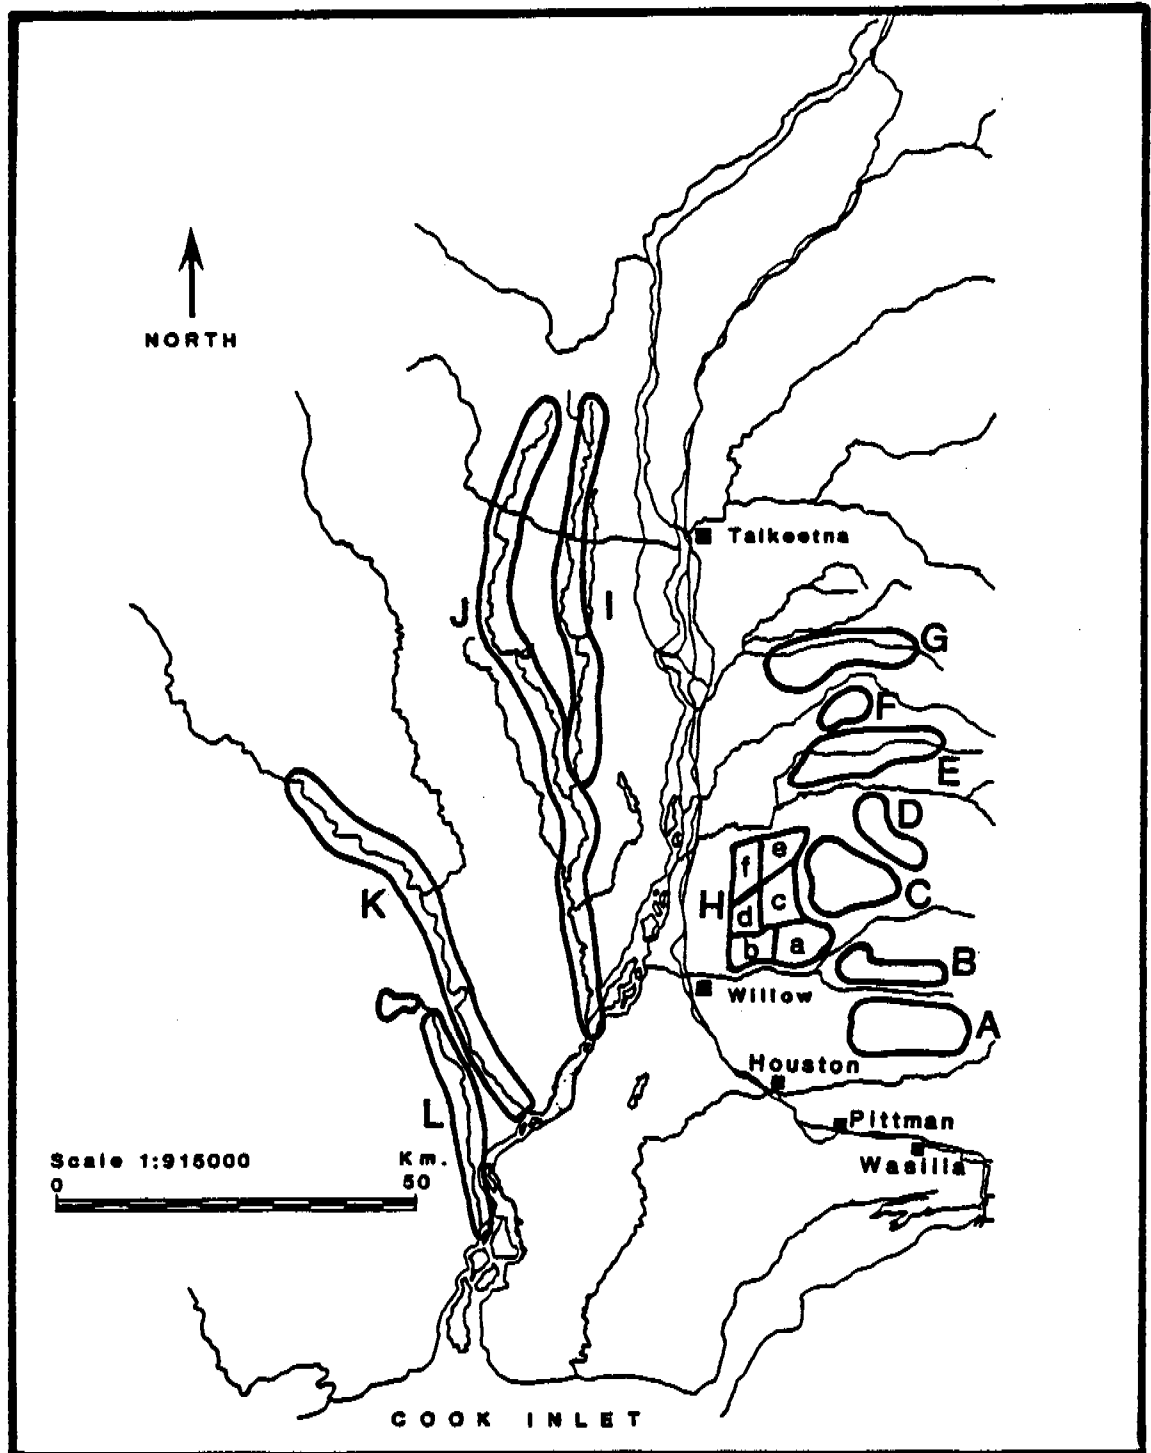 NORTH
Talkeetna
J
I
G
F
E
D
e
f
C
K
H
c
d
b
a
B
Willow
A
Houston
L
Pittman
Scale 1:915000
Km.
Wasilla
0
50
COOK INLET